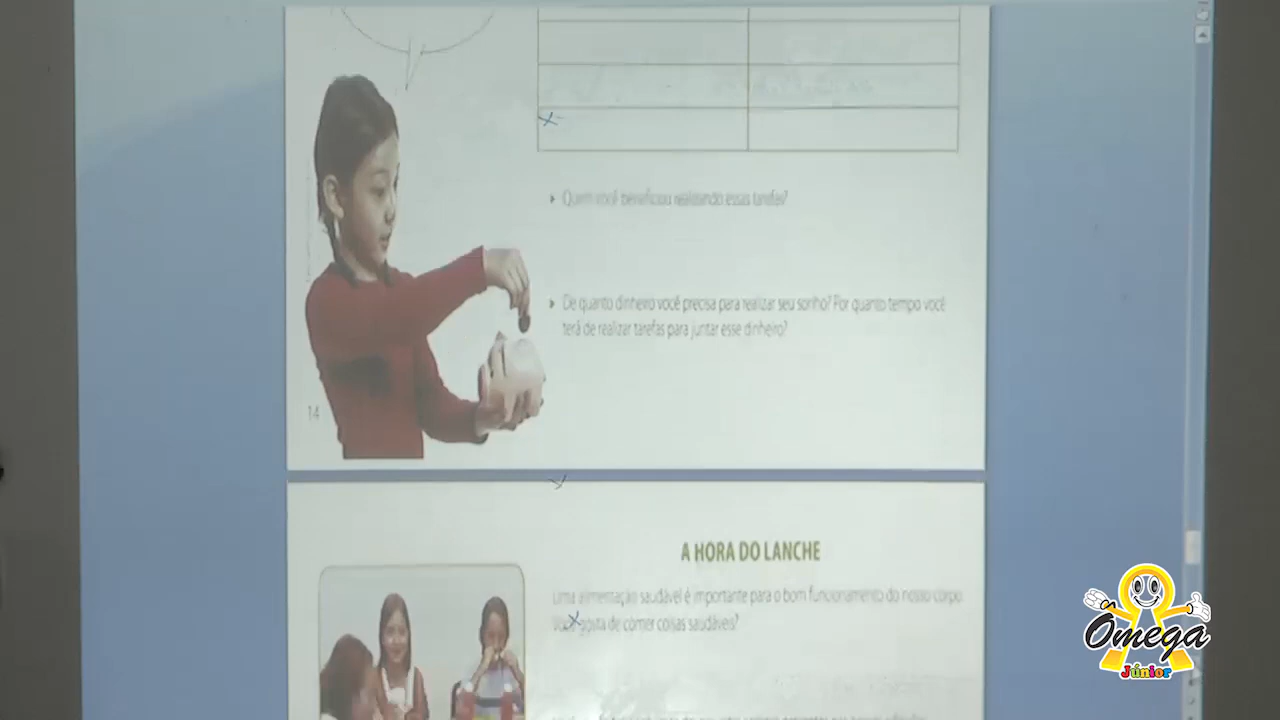 Quem você beneficiou realizando essas tarefas?
De quanto dinheiro você precisa para realizar seu sonho? Por quanto tempo você
terá de realizar tarefas para juntar esse dinheiro?
14
A HORA DO LANCHE
Uma alimentação saudável é importante para o bom funcionamento do nosso corpo.
Você gosta de comer coisas saudáveis?
Omega
Júnior